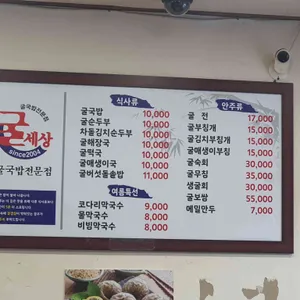 굴국밥전문점
굴세상
since2004
굴국밥전문점
식사류
굴국밥 10,000
굴순두부 10,000
차돌김치순두부 10,000
굴해장국 10,000
굴떡국 10,000
굴매생이국 10,000
굴버섯돌솥밥 11,000
여름특선
코다리막국수 9,000
물막국수 8,000
비빔막국수 8,000
안주류
굴 전 17,000
굴부침개 15,000
굴김치부침개 15,000
굴매생이부침 15,000
굴숙회 30,000
굴무침 35,000
생굴회 30,000
굴보쌈 55,000
메밀만두 7,000